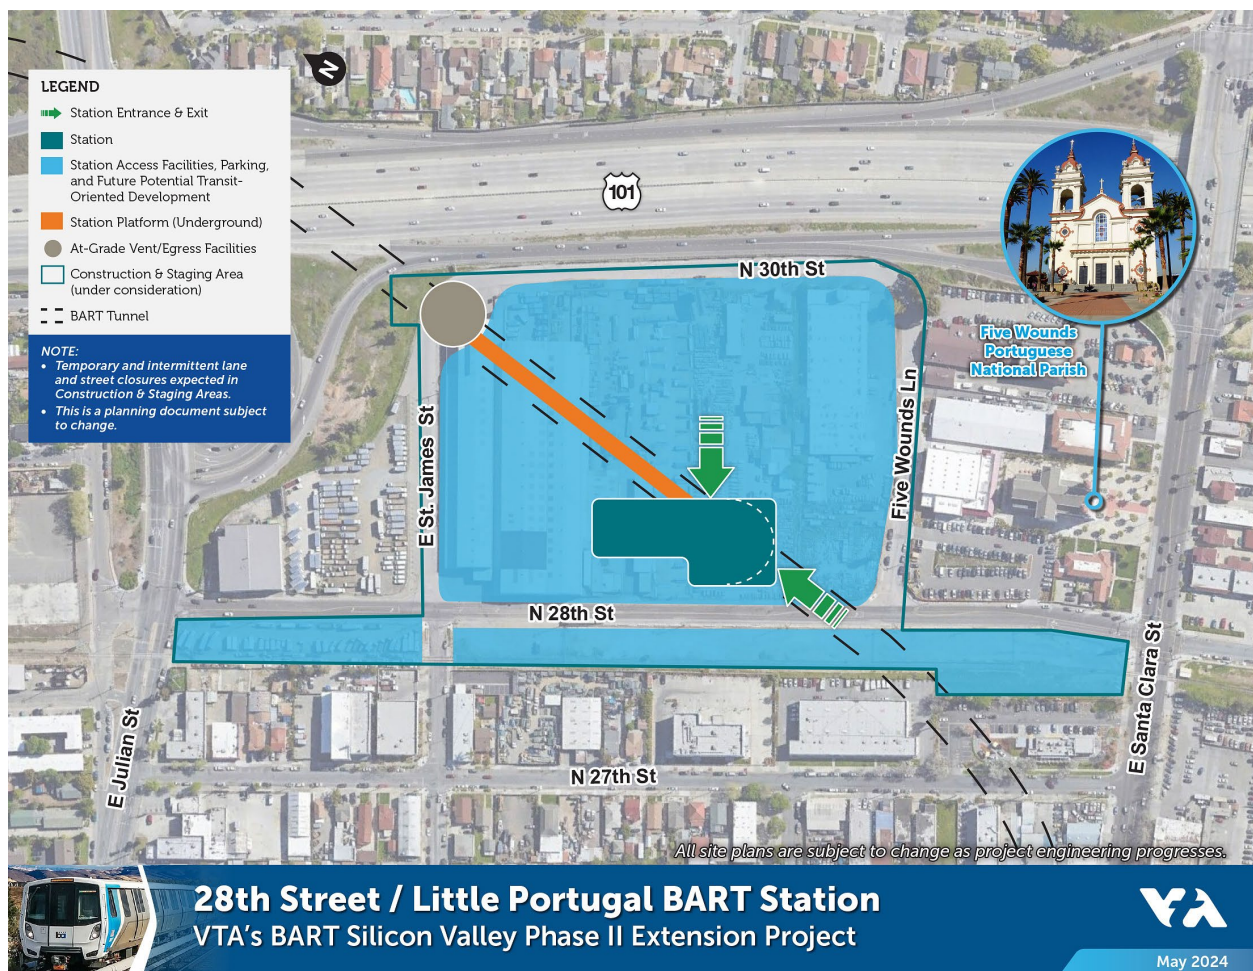 N
LEGEND
Station Entrance & Exit
Station
Station Access Facilities, Parking,
and Future Potential Transit-
Oriented Development
Station Platform (Underground)
At-Grade Vent/Egress Facilities
Construction & Staging Area
(under consideration)
BART Tunnel
NOTE:
• Temporary and intermittent lane
and street closures expected in
Construction & Staging Areas.
• This is a planning document subject
to change.
101
N 30th St
Five Wounds
Portuguese
National Parish
E St. James St
Five Wounds Ln
N 28th St
E Julian St
E Santa Clara St
N 27th St
All site plans are subject to change as project engineering progresses.
28th Street / Little Portugal BART Station
VTA's BART Silicon Valley Phase II Extension Project
VTA
May 2024